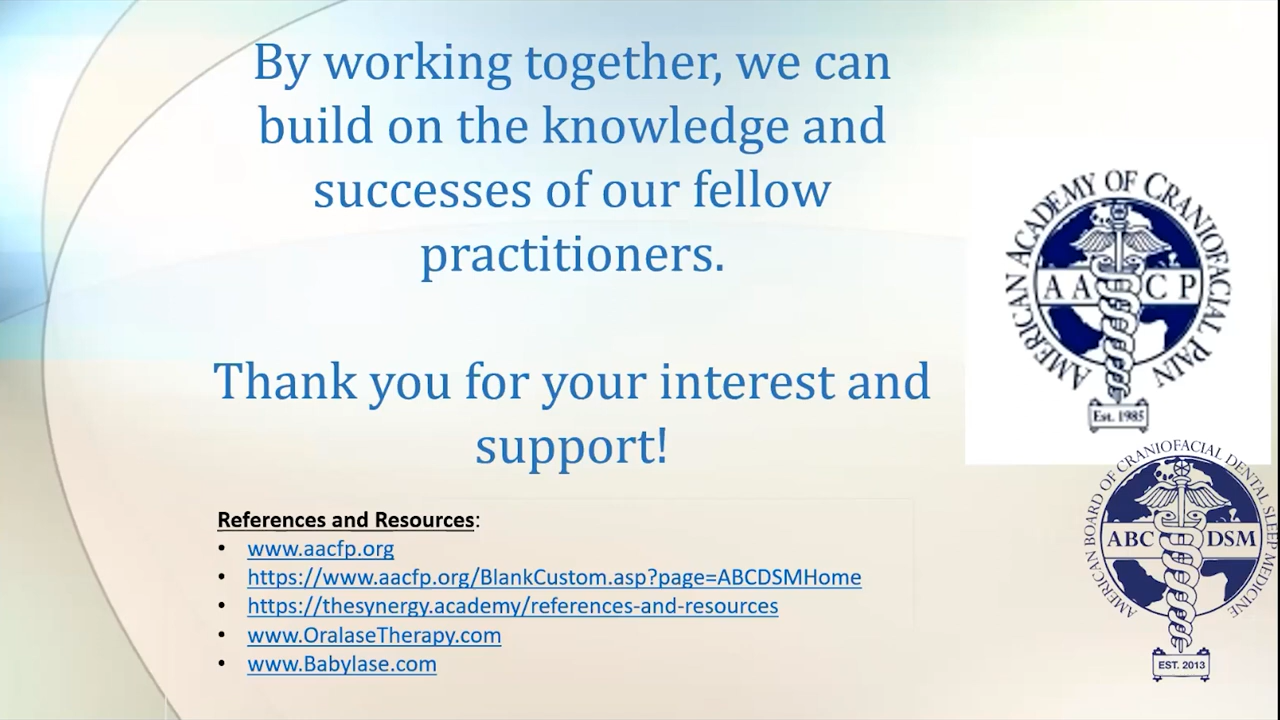 By working together, we can
build on the knowledge and
successes of our fellow
practitioners.
Thank you for your interest and
support!
References and Resources:
• www.aacfp.org
• https://www.aacfp.org/BlankCustom.asp?page=ABCDSMHome
• https://thesynergy.academy/references-and-resources
• www.OralaseTherapy.com
• www.Babylase.com
AMERICAN ACADEMY OF CRANIOFACIAL PAIN
AACP
Est. 1985
AMERICAN BOARD OF CRANIOFACIAL DENTAL SLEEP MEDICINE
ABC DSM
EST. 2013